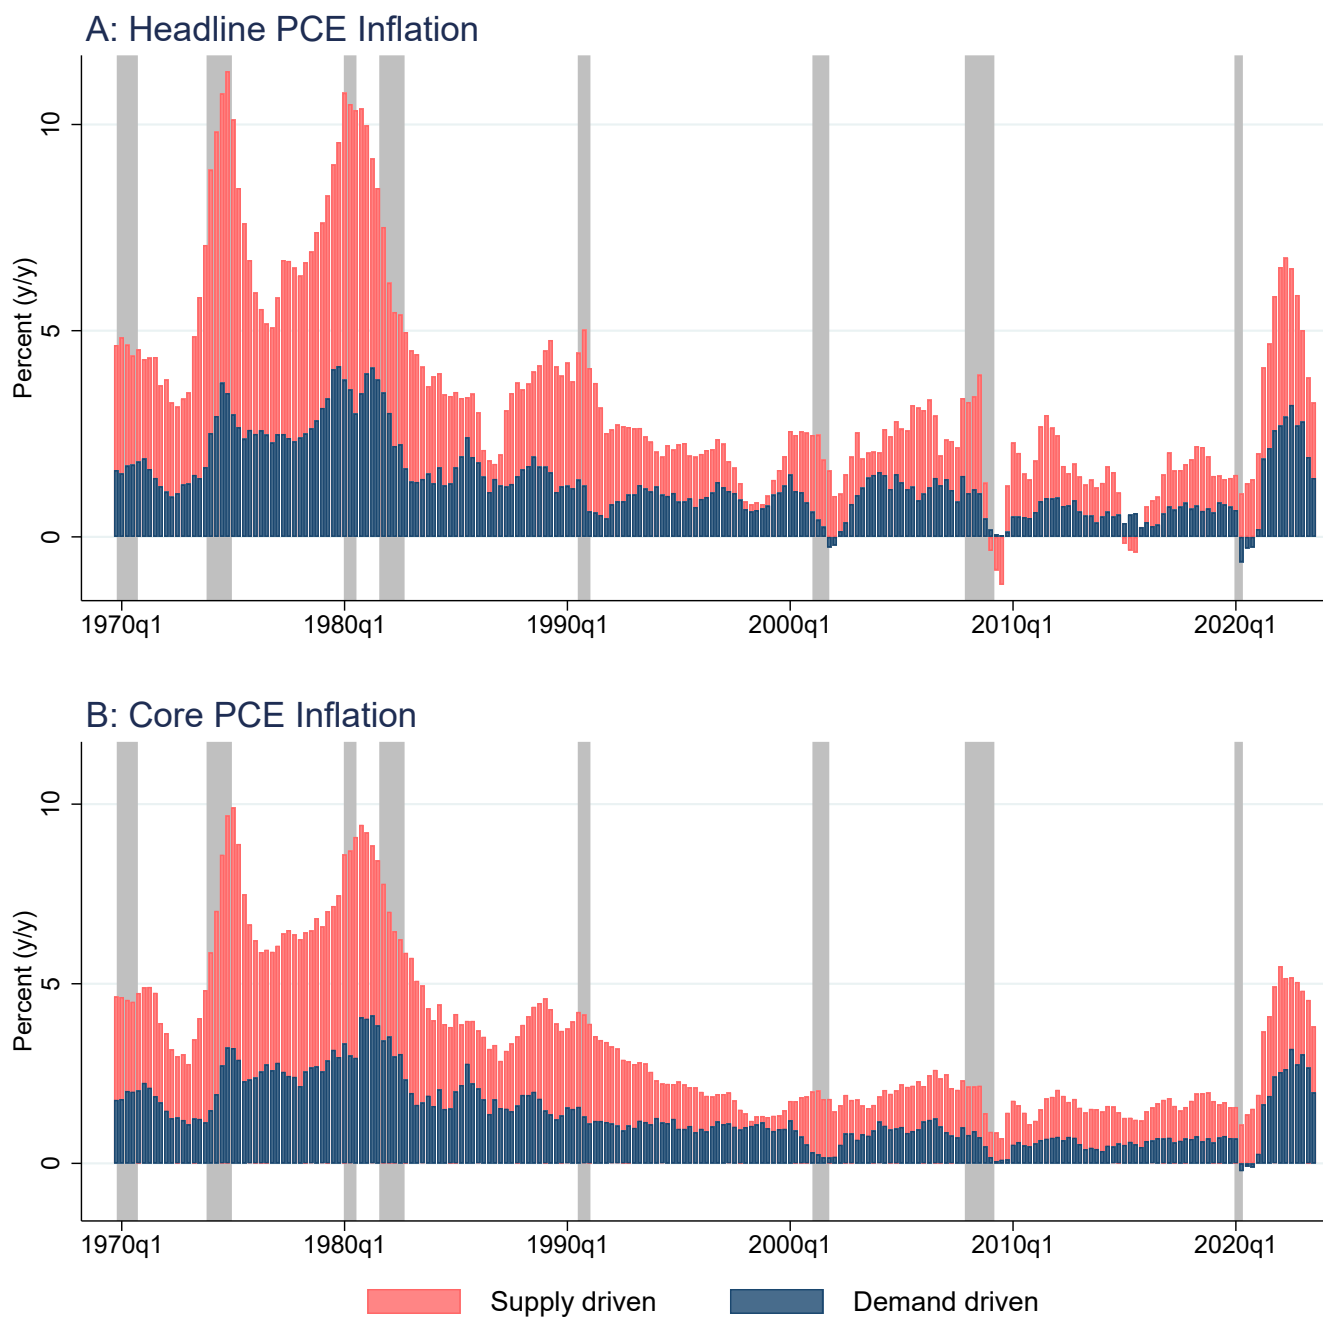 A: Headline PCE Inflation
Percent (y/y)
10
5
0
1970q1 1980q1 1990q1 2000q1 2010q1 2020q1
B: Core PCE Inflation
Percent (y/y)
10
5
0
1970q1 1980q1 1990q1 2000q1 2010q1 2020q1
Supply driven Demand driven